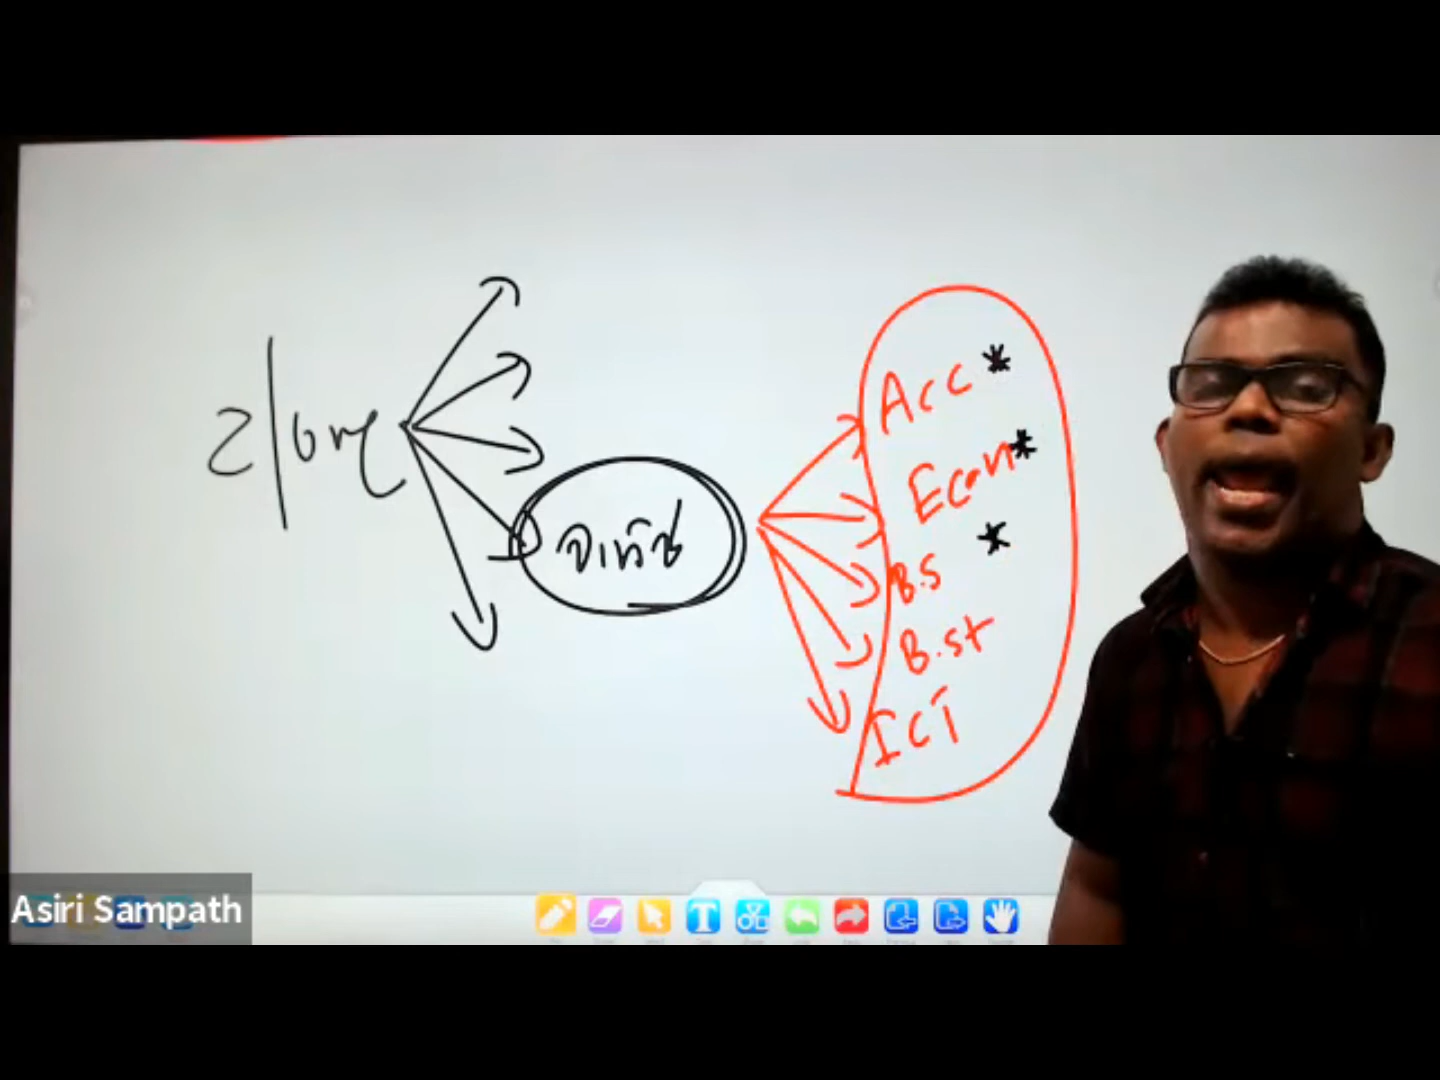 Acc *
Econ *
B.S *
B.st
ICT
Asiri Sampath
T